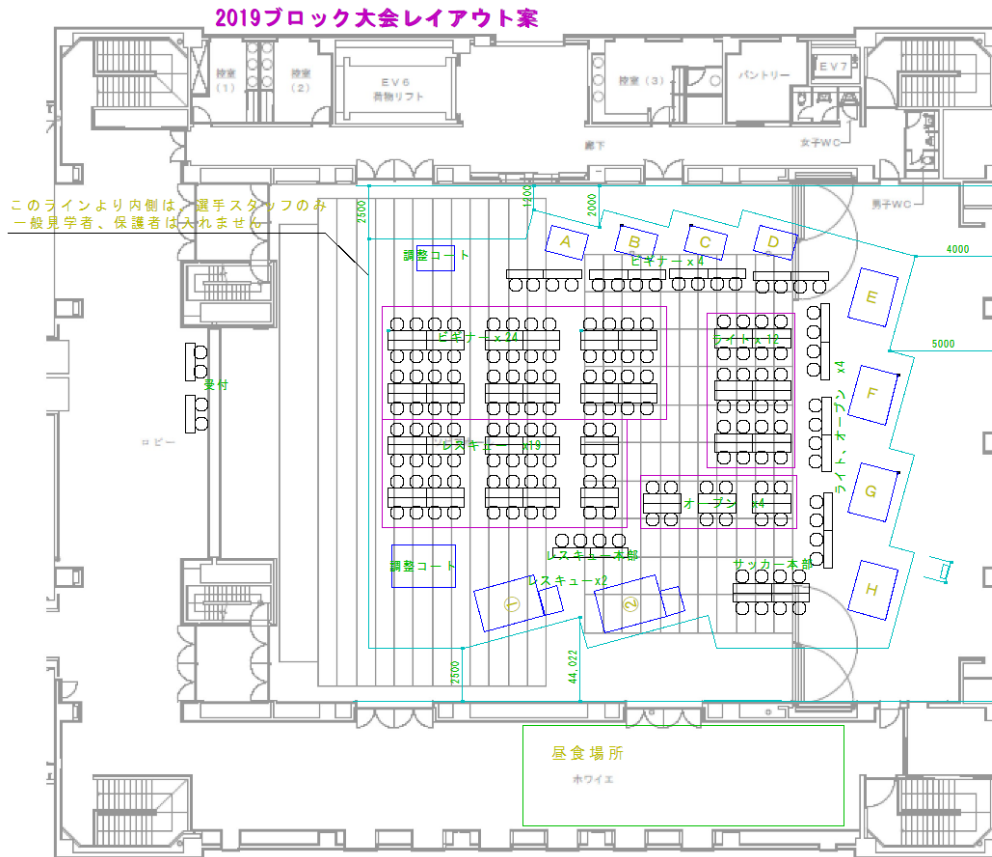 2019ブロック大会レイアウト案
控室
(1)
控室
(2)
EV6
荷物リフト
控室(3)
パントリー
EV7
廊下
女子WC
男子WC
このラインより内側は、選手スタッフのみ
一般見学者、保護者は入れません
2500
1200
2000
4000
5000
調整コート
A
B
C
D
E
F
G
H
ビギナーx4
ビギナーx24
ライトx12
ライト、オープン x4
受付
ロビー
レスキュー x19
オープン x4
レスキュー本部
サッカー本部
調整コート
レスキューx2
①
②
2500
44,022
昼食場所
ホワイエ